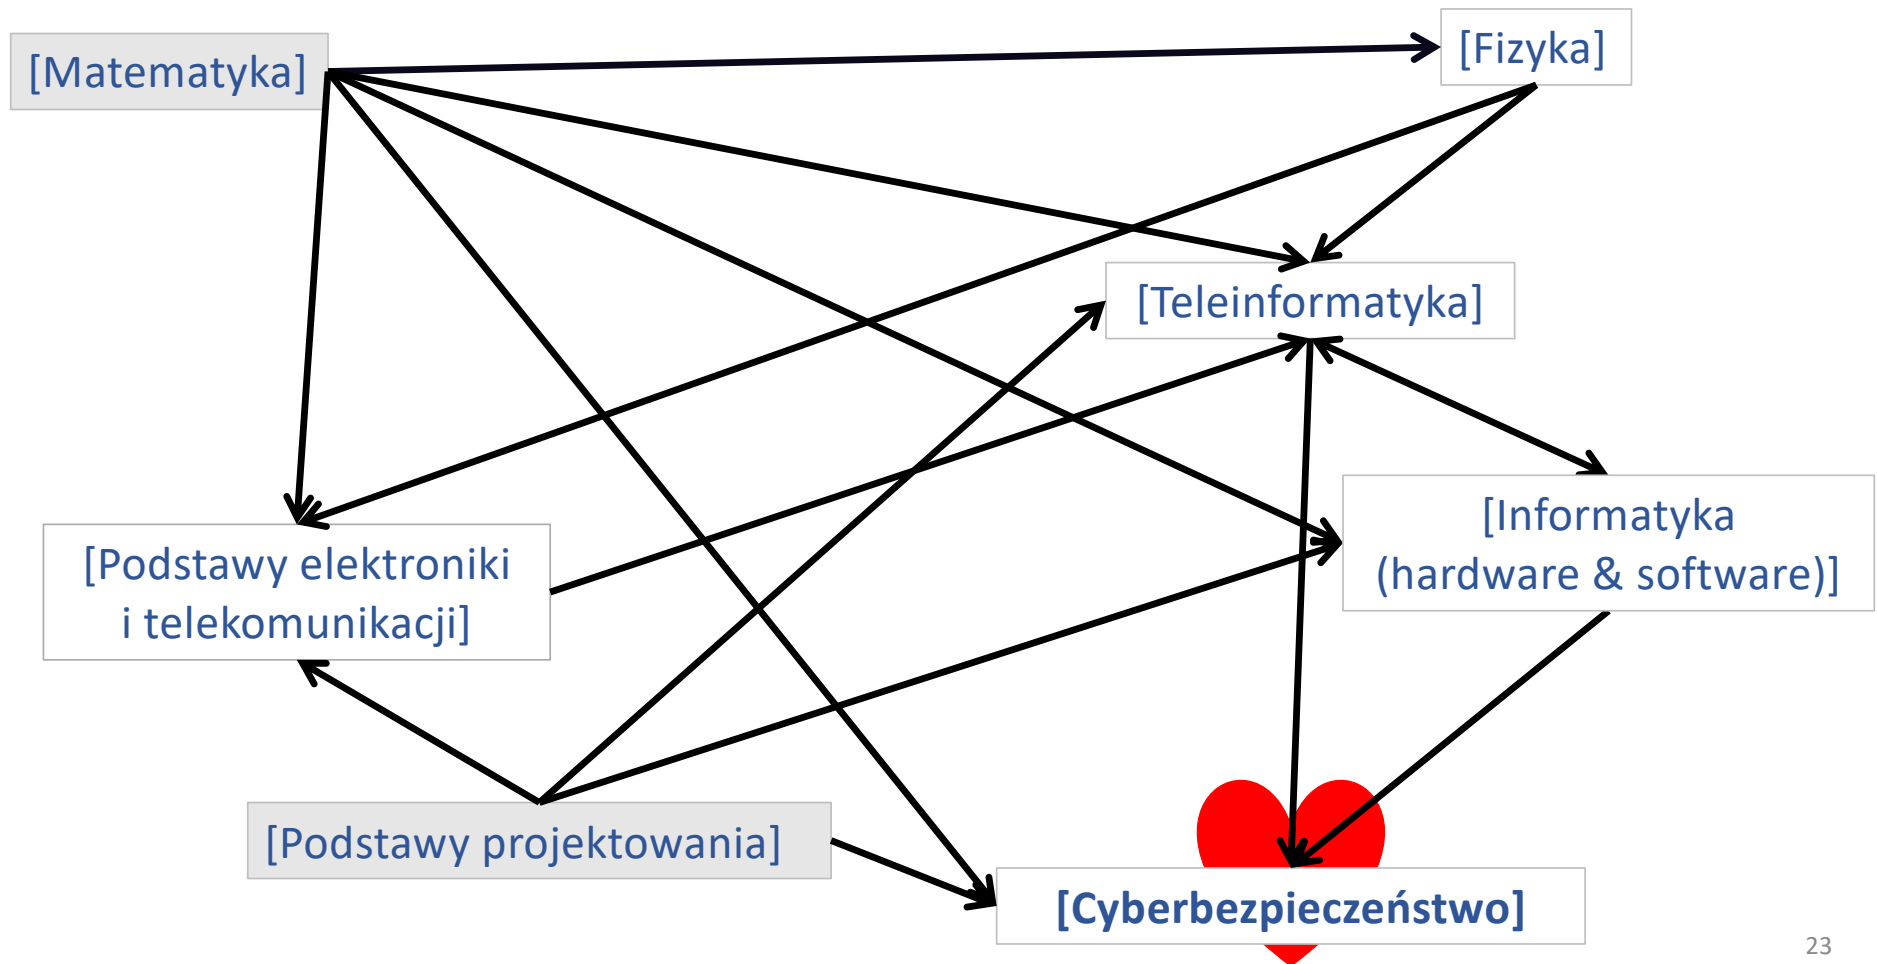 [Matematyka]
[Fizyka]
[Teleinformatyka]
[Informatyka
(hardware & software)]
[Podstawy elektroniki
i telekomunikacji]
[Podstawy projektowania]
[Cyberbezpieczeństwo]
23